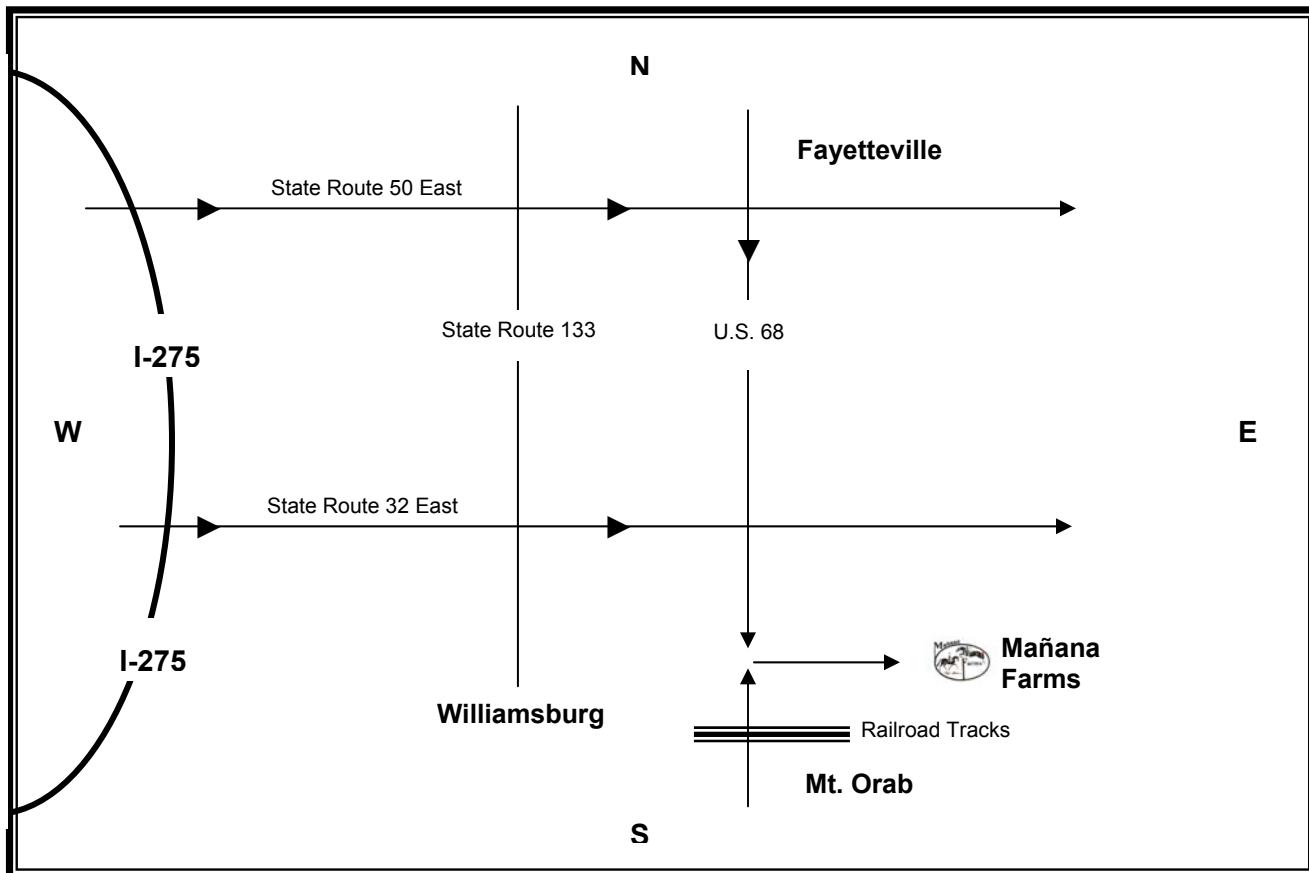 N
Fayetteville
State Route 50 East
State Route 133
U.S. 68
I-275
W
E
State Route 32 East
I-275
Mañana
Farms
Williamsburg
Railroad Tracks
Mt. Orab
S